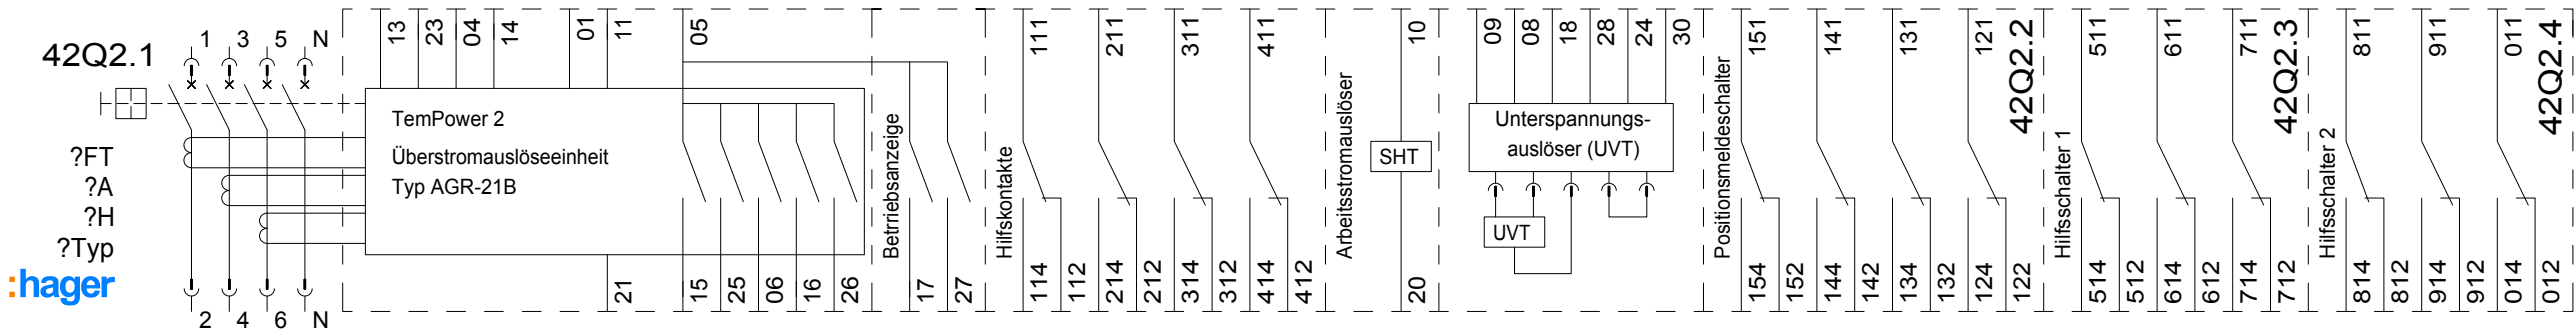 42Q2.1
1 3 5 N
?FT
?A
?H
?Typ
:hager
2 4 6 N
13 23 04 14 01 11 05
TemPower 2
Überstromauslöseeinheit
Typ AGR-21B
21 15 25 06 16 26
Betriebsanzeige
17 27
Hilfskontakte
111 211 311 411
114 112 214 212 314 312 414 412
Arbeitsstromauslöser
10
SHT
20
09 08 18 28 24 30
Unterspannungs-
auslöser (UVT)
UVT
Positionsmeldeschalter
151 141 131 121
42Q2.2
154 152 144 142 134 132 124 122
Hilfsschalter 1
511 611 711
42Q2.3
514 512 614 612 714 712
Hilfsschalter 2
811 911 011
42Q2.4
814 812 914 912 014 012